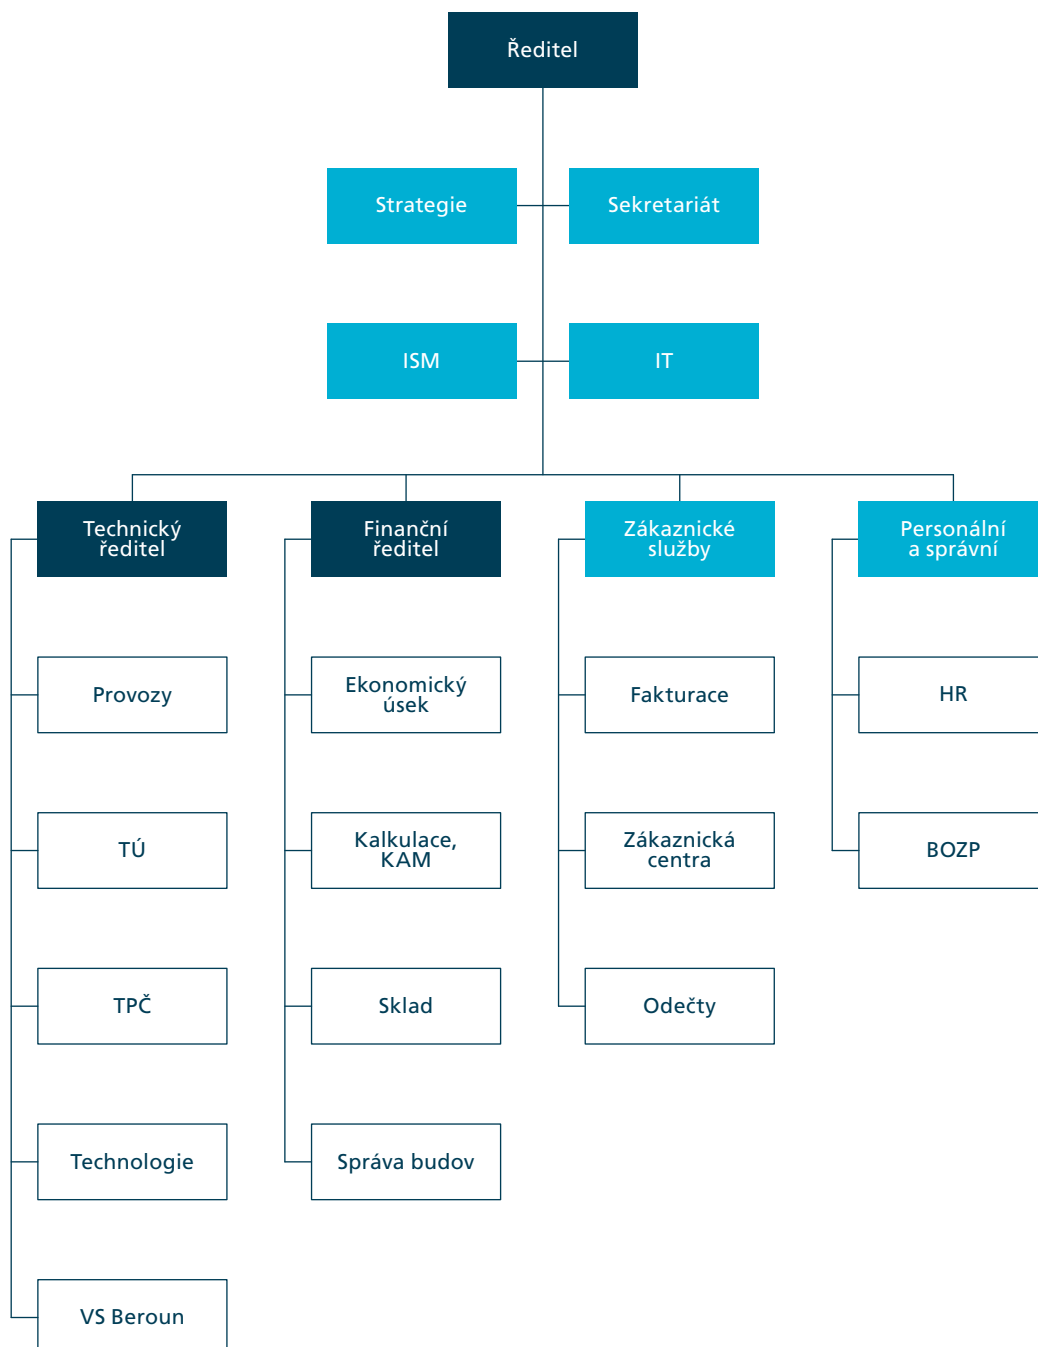 Ředitel
Strategie
Sekretariát
ISM
IT
Technický
ředitel
Finanční
ředitel
Zákaznické
služby
Personální
a správní
Provozy
Ekonomický
úsek
Fakturace
HR
TÚ
Kalkulace,
KAM
Zákaznická
centra
BOZP
TPČ
Sklad
Odečty
Technologie
Správa budov
VS Beroun